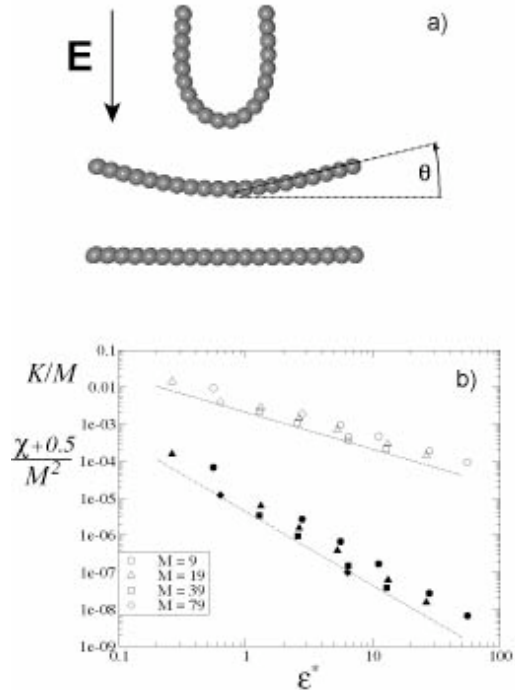 a)
E
θ
b)
0.1
K/M
0.01
1e-03
χ+0.5
M²
1e-04
1e-05
1e-06
1e-07
1e-08
1e-09
M = 9
M = 19
M = 39
M = 79
0.1
1
10
100
ε*